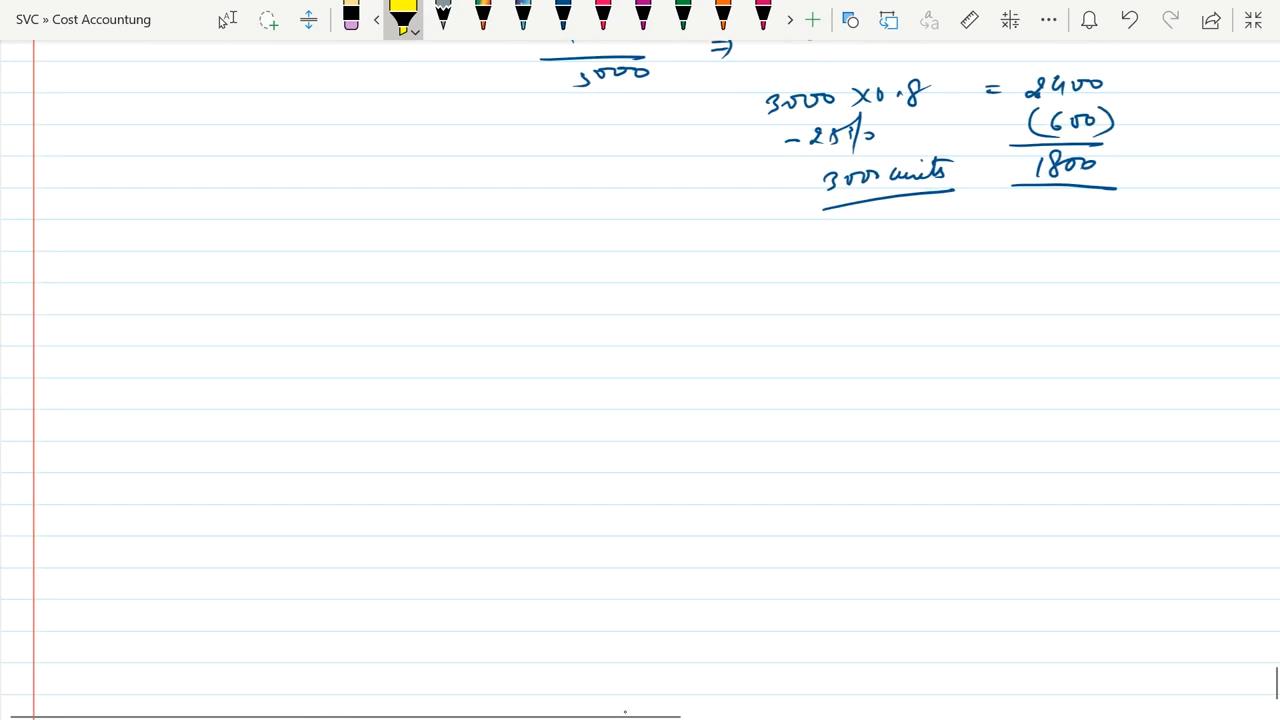 SVC » Cost Accountung
3000 ⇒
3000 × 0.8 = 2400
- 25% (600)
3000 units 1800